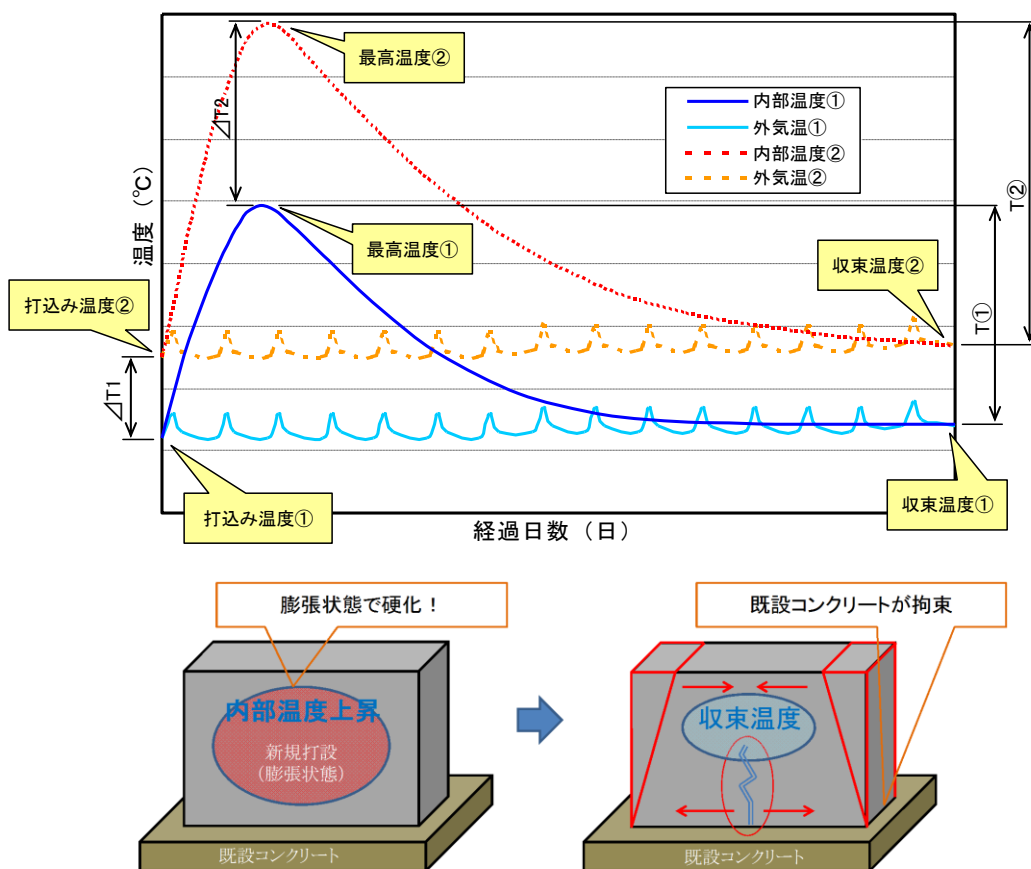 最高温度②
⊿T2
内部温度①
外気温①
内部温度②
外気温②
T②
温度（℃）
最高温度①
収束温度②
打込み温度②
T①
⊿T1
打込み温度①
収束温度①
経過日数（日）
膨張状態で硬化！
既設コンクリートが拘束
内部温度上昇
新規打設
(膨張状態)
既設コンクリート
収束温度
既設コンクリート